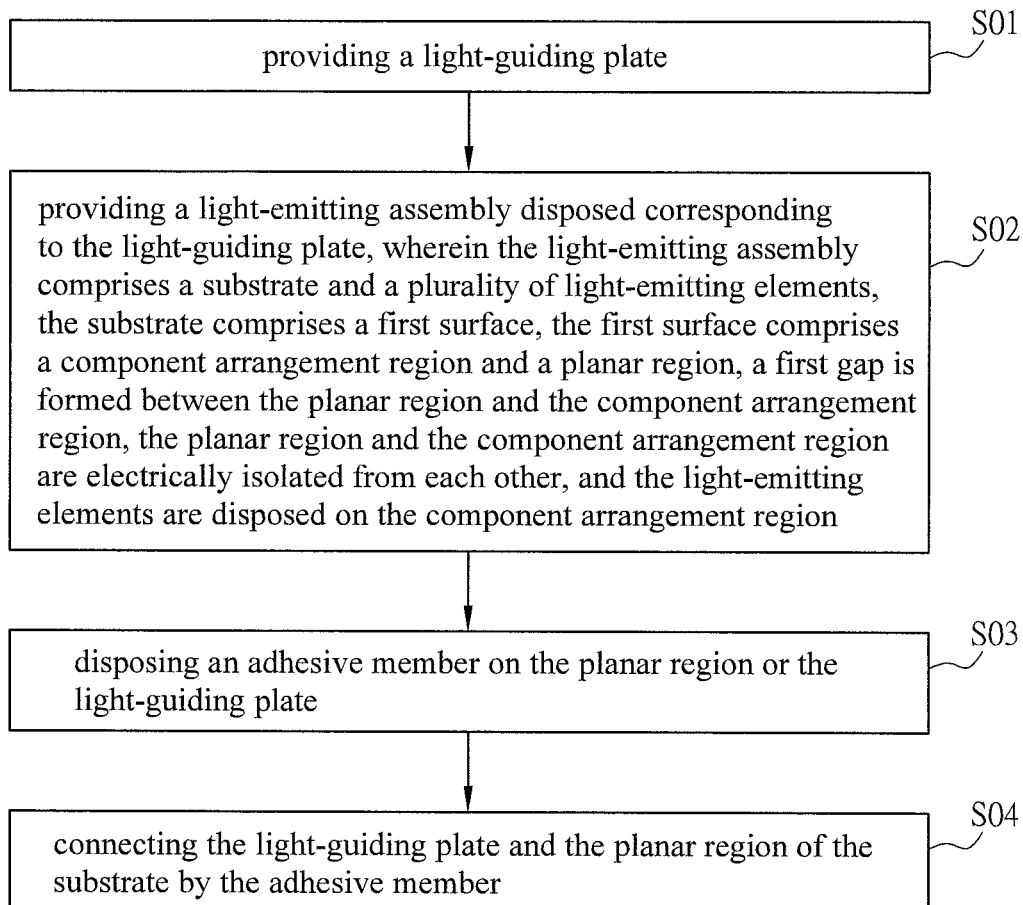 S01
providing a light-guiding plate
S02
providing a light-emitting assembly disposed corresponding
to the light-guiding plate, wherein the light-emitting assembly
comprises a substrate and a plurality of light-emitting elements,
the substrate comprises a first surface, the first surface comprises
a component arrangement region and a planar region, a first gap is
formed between the planar region and the component arrangement
region, the planar region and the component arrangement region
are electrically isolated from each other, and the light-emitting
elements are disposed on the component arrangement region
S03
disposing an adhesive member on the planar region or the
light-guiding plate
S04
connecting the light-guiding plate and the planar region of the
substrate by the adhesive member